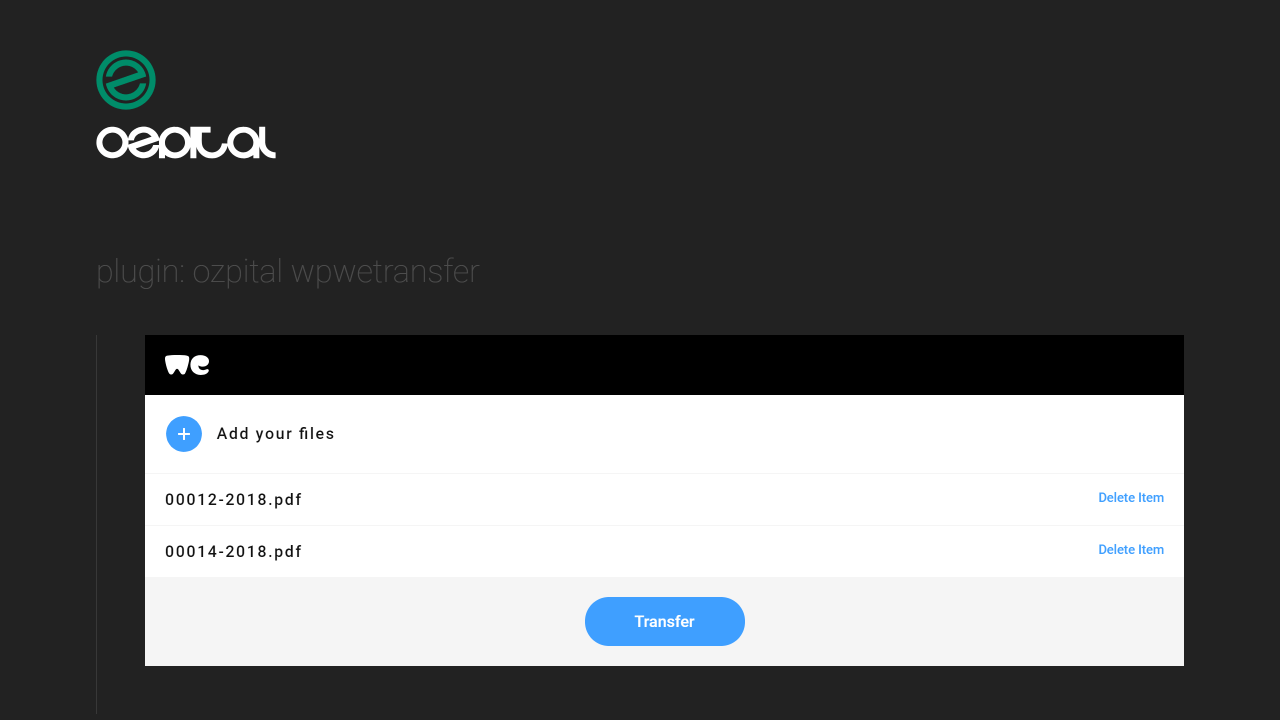 ozpital
plugin: ozpital wpwetransfer
we
Add your files
00012-2018.pdf
Delete Item
00014-2018.pdf
Delete Item
Transfer